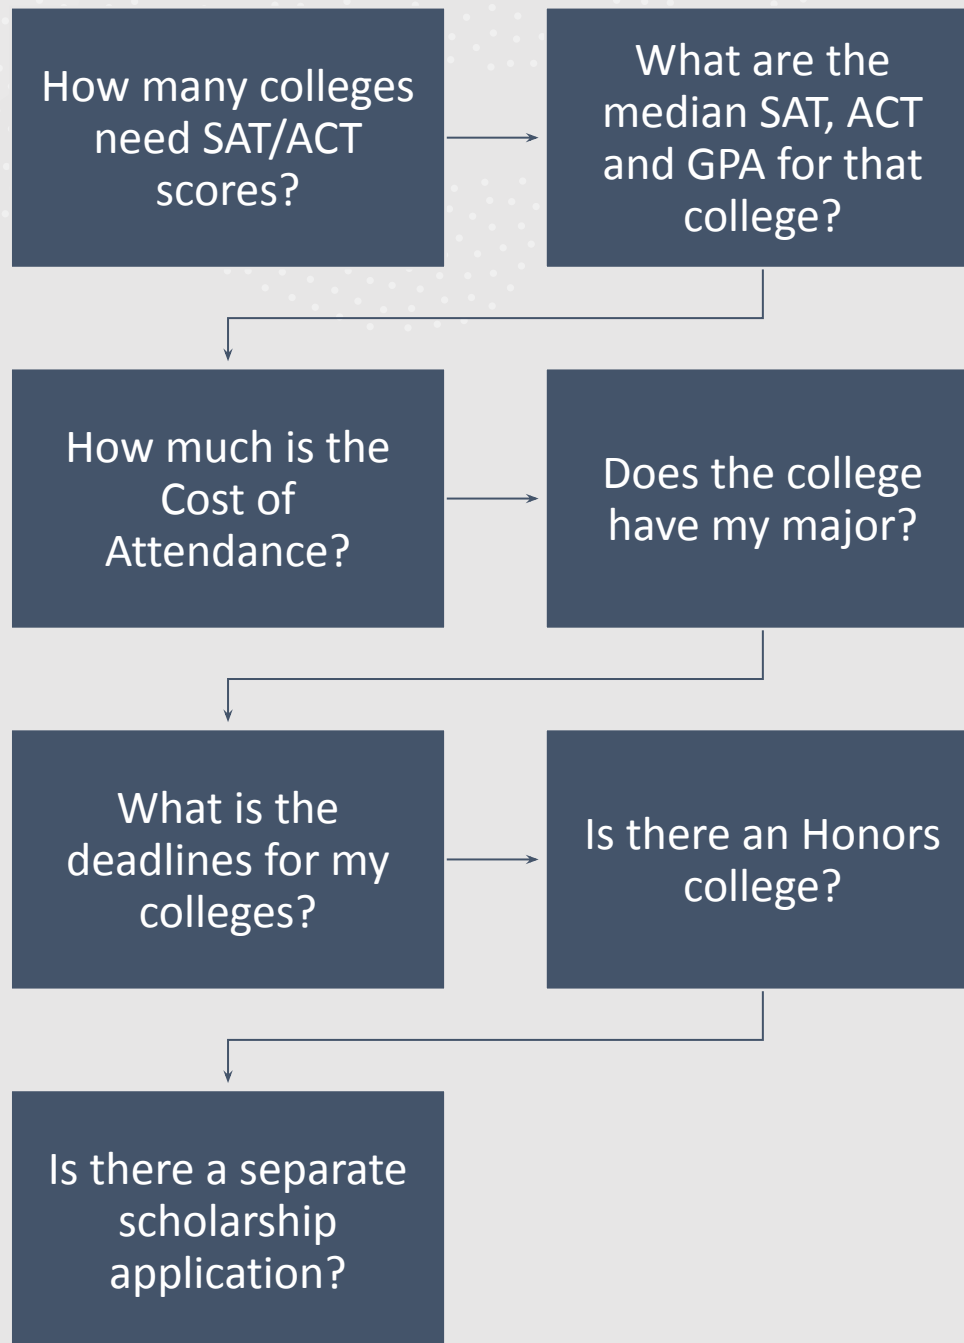 How many colleges
need SAT/ACT
scores?
What are the
median SAT, ACT
and GPA for that
college?
How much is the
Cost of
Attendance?
Does the college
have my major?
What is the
deadlines for my
colleges?
Is there an Honors
college?
Is there a separate
scholarship
application?